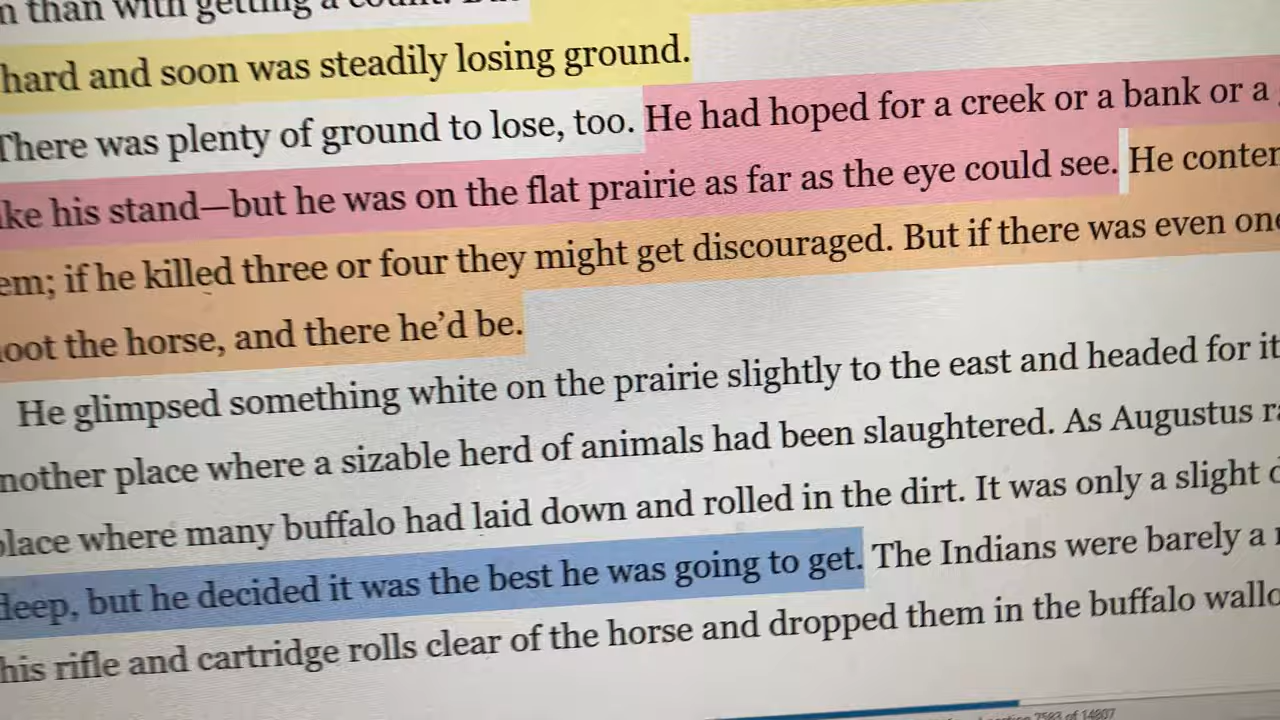 than with getting a
hard and soon was steadily losing ground.
There was plenty of ground to lose, too. He had hoped for a creek or a bank or a
his stand—but he was on the flat prairie as far as the eye could see. He
if he killed three or four they might get discouraged. But if there was even
the horse, and there he’d be.
He glimpsed something white on the prairie slightly to the east and headed for it
place where a sizable herd of animals had been slaughtered. As Augustus
place where many buffalo had laid down and rolled in the dirt. It was only a slight
deep, but he decided it was the best he was going to get. The Indians were barely a
his rifle and cartridge rolls clear of the horse and dropped them in the buffalo
of 14807